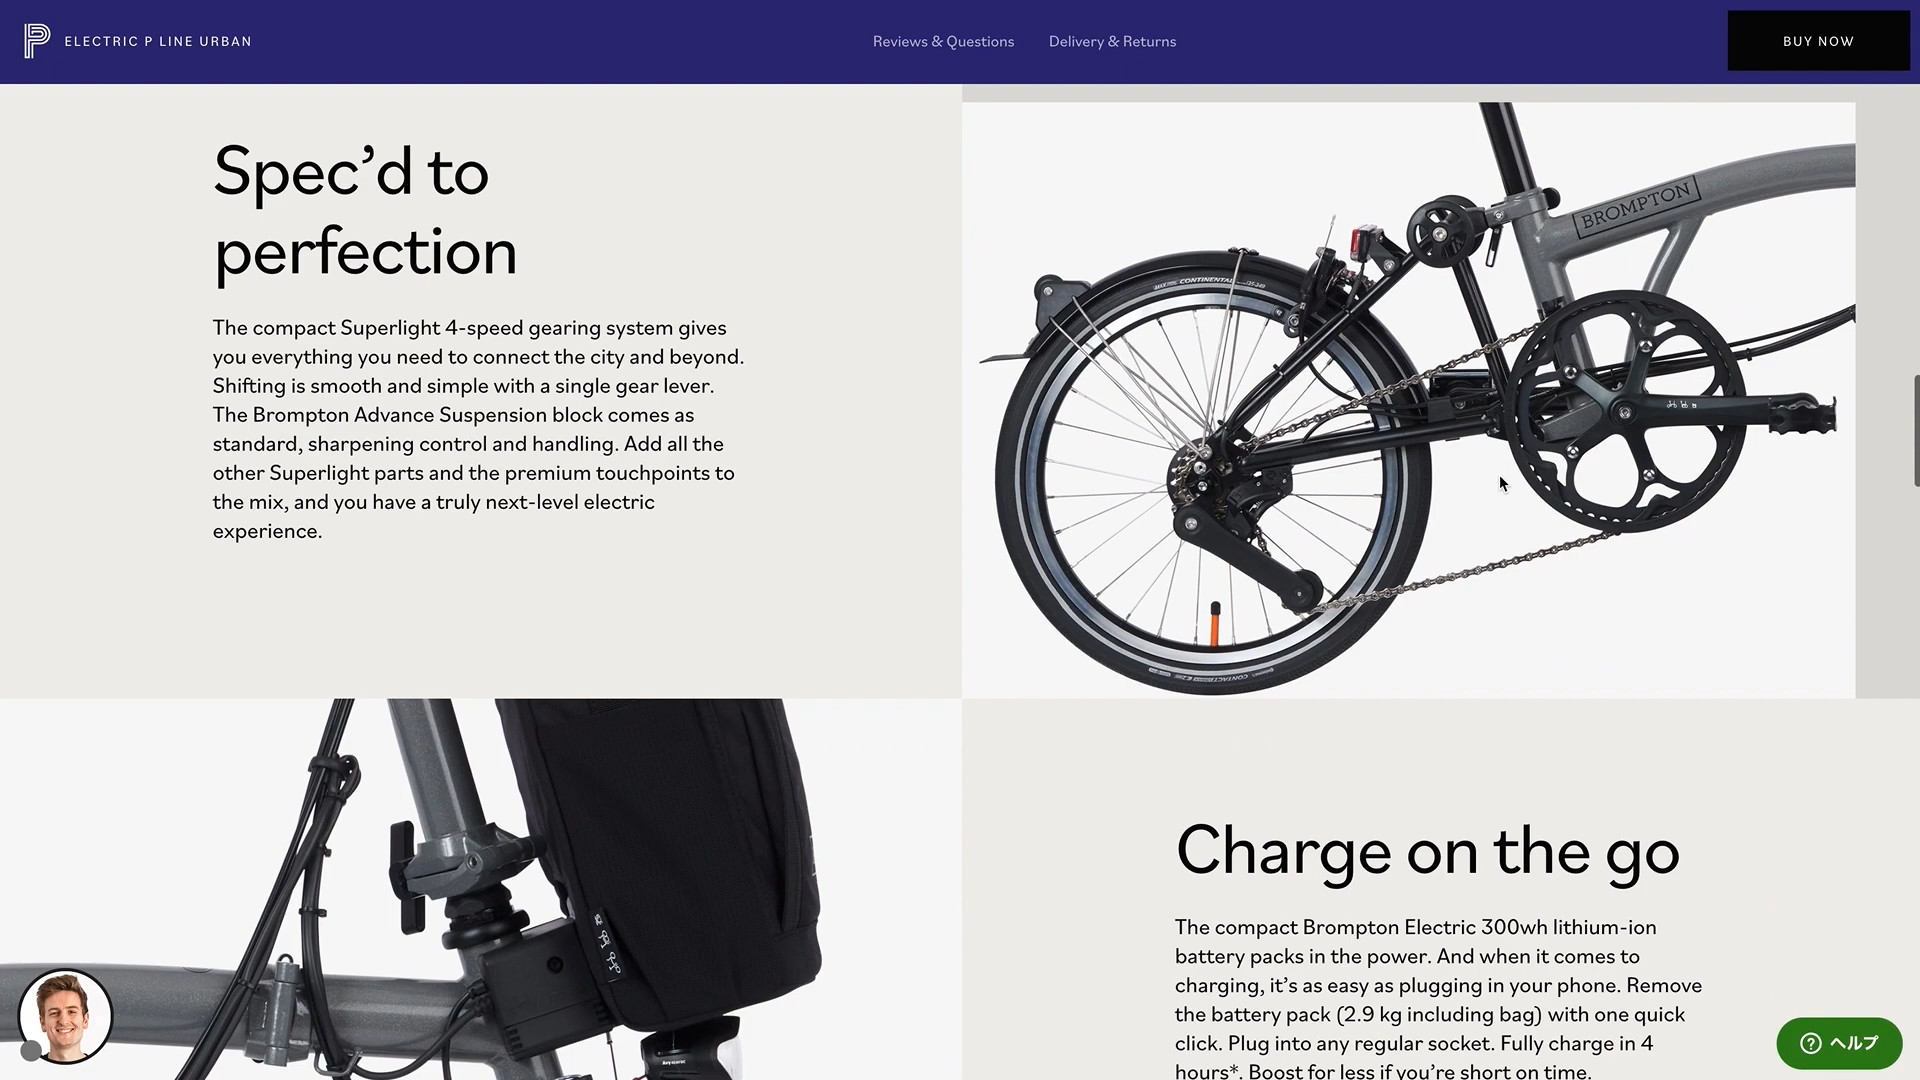 ELECTRIC P LINE URBAN
Reviews & Questions
Delivery & Returns
BUY NOW
Spec’d to
perfection
The compact Superlight 4-speed gearing system gives
you everything you need to connect the city and beyond.
Shifting is smooth and simple with a single gear lever.
The Brompton Advance Suspension block comes as
standard, sharpening control and handling. Add all the
other Superlight parts and the premium touchpoints to
the mix, and you have a truly next-level electric
experience.
BROMPTON
CONTINENTAL
CONTACT
Charge on the go
The compact Brompton Electric 300wh lithium-ion
battery packs in the power. And when it comes to
charging, it’s as easy as plugging in your phone. Remove
the battery pack (2.9 kg including bag) with one quick
click. Plug into any regular socket. Fully charge in 4
hours*. Boost for less if you’re short on time.
ヘルプ